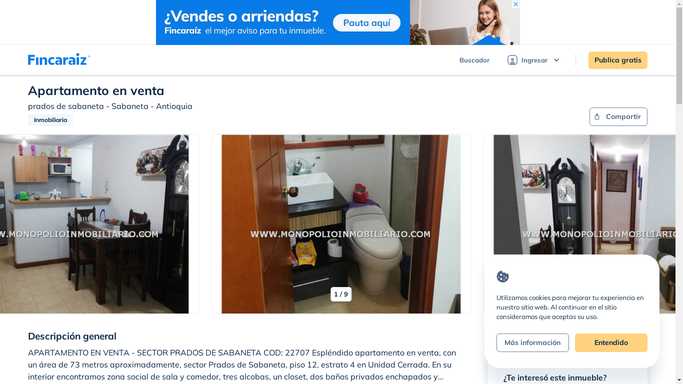 ¿Vendes o arriendas?
Fincaraíz el mejor aviso para tu inmueble.
Pauta aquí
Fincaraíz
Buscador
Ingresar
Publica gratis
Apartamento en venta
prados de sabaneta - Sabaneta - Antioquia
Inmobiliaria
Compartir
WWW.MONOPOLIOINMOBILIARIO.COM
WWW.MONOPOLIOINMOBILIARIO.COM
WWW.MONOPOLIOINMOB
1 / 9
Utilizamos cookies para mejorar tu experiencia en
nuestro sitio web. Al continuar en el sitio
consideramos que aceptas su uso.
Más información
Entendido
Descripción general
APARTAMENTO EN VENTA - SECTOR PRADOS DE SABANETA COD: 22707 Espléndido apartamento en venta, con
un área de 73 metros aproximadamente, sector Prados de Sabaneta, piso 12, estrato 4 en Unidad Cerrada. En su
interior encontramos zona social de sala y comedor, tres alcobas, un closet, dos baños privados enchapados y...
¿Te interesó este inmueble?